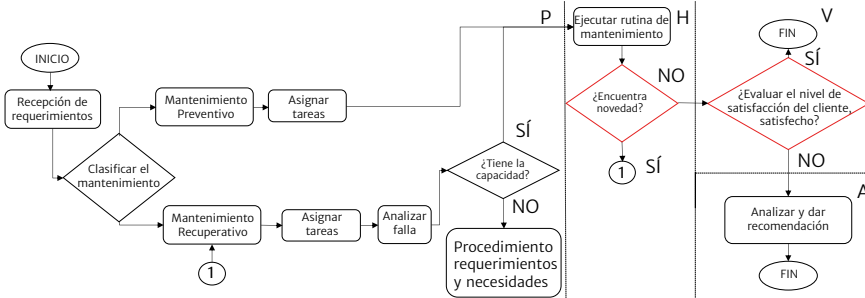 INICIO
Recepción de
requerimientos
Clasificar el
mantenimiento
Mantenimiento
Preventivo
Asignar
tareas
Mantenimiento
Recuperativo
1
Asignar
tareas
Analizar
falla
¿Tiene la
capacidad?
SÍ
NO
Procedimiento
requerimientos
y necesidades
P
Ejecutar rutina de
mantenimiento
H
¿Encuentra
novedad?
NO
SÍ
1
V
FIN
SÍ
¿Evaluar el nivel de
satisfacción del cliente,
satisfecho?
NO
A
Analizar y dar
recomendación
FIN